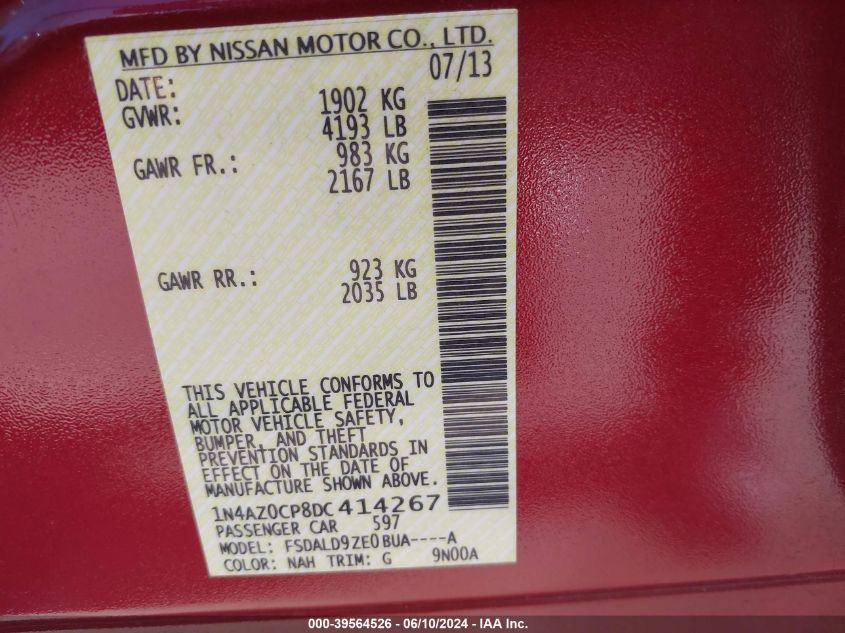 MFD BY NISSAN MOTOR CO., LTD.
DATE: 07/13
GVWR: 1902 KG
4193 LB
GAWR FR.: 983 KG
2167 LB
GAWR RR.: 923 KG
2035 LB
THIS VEHICLE CONFORMS TO
ALL APPLICABLE FEDERAL
MOTOR VEHICLE SAFETY,
BUMPER, AND THEFT
PREVENTION STANDARDS IN
EFFECT ON THE DATE OF
MANUFACTURE SHOWN ABOVE.
1N4AZ0CP8DC414267
PASSENGER CAR 597
MODEL: FSDALD9ZE0BUA----A
COLOR: NAH TRIM: G 9N00A
000-39564526 - 06/10/2024 - IAA Inc.